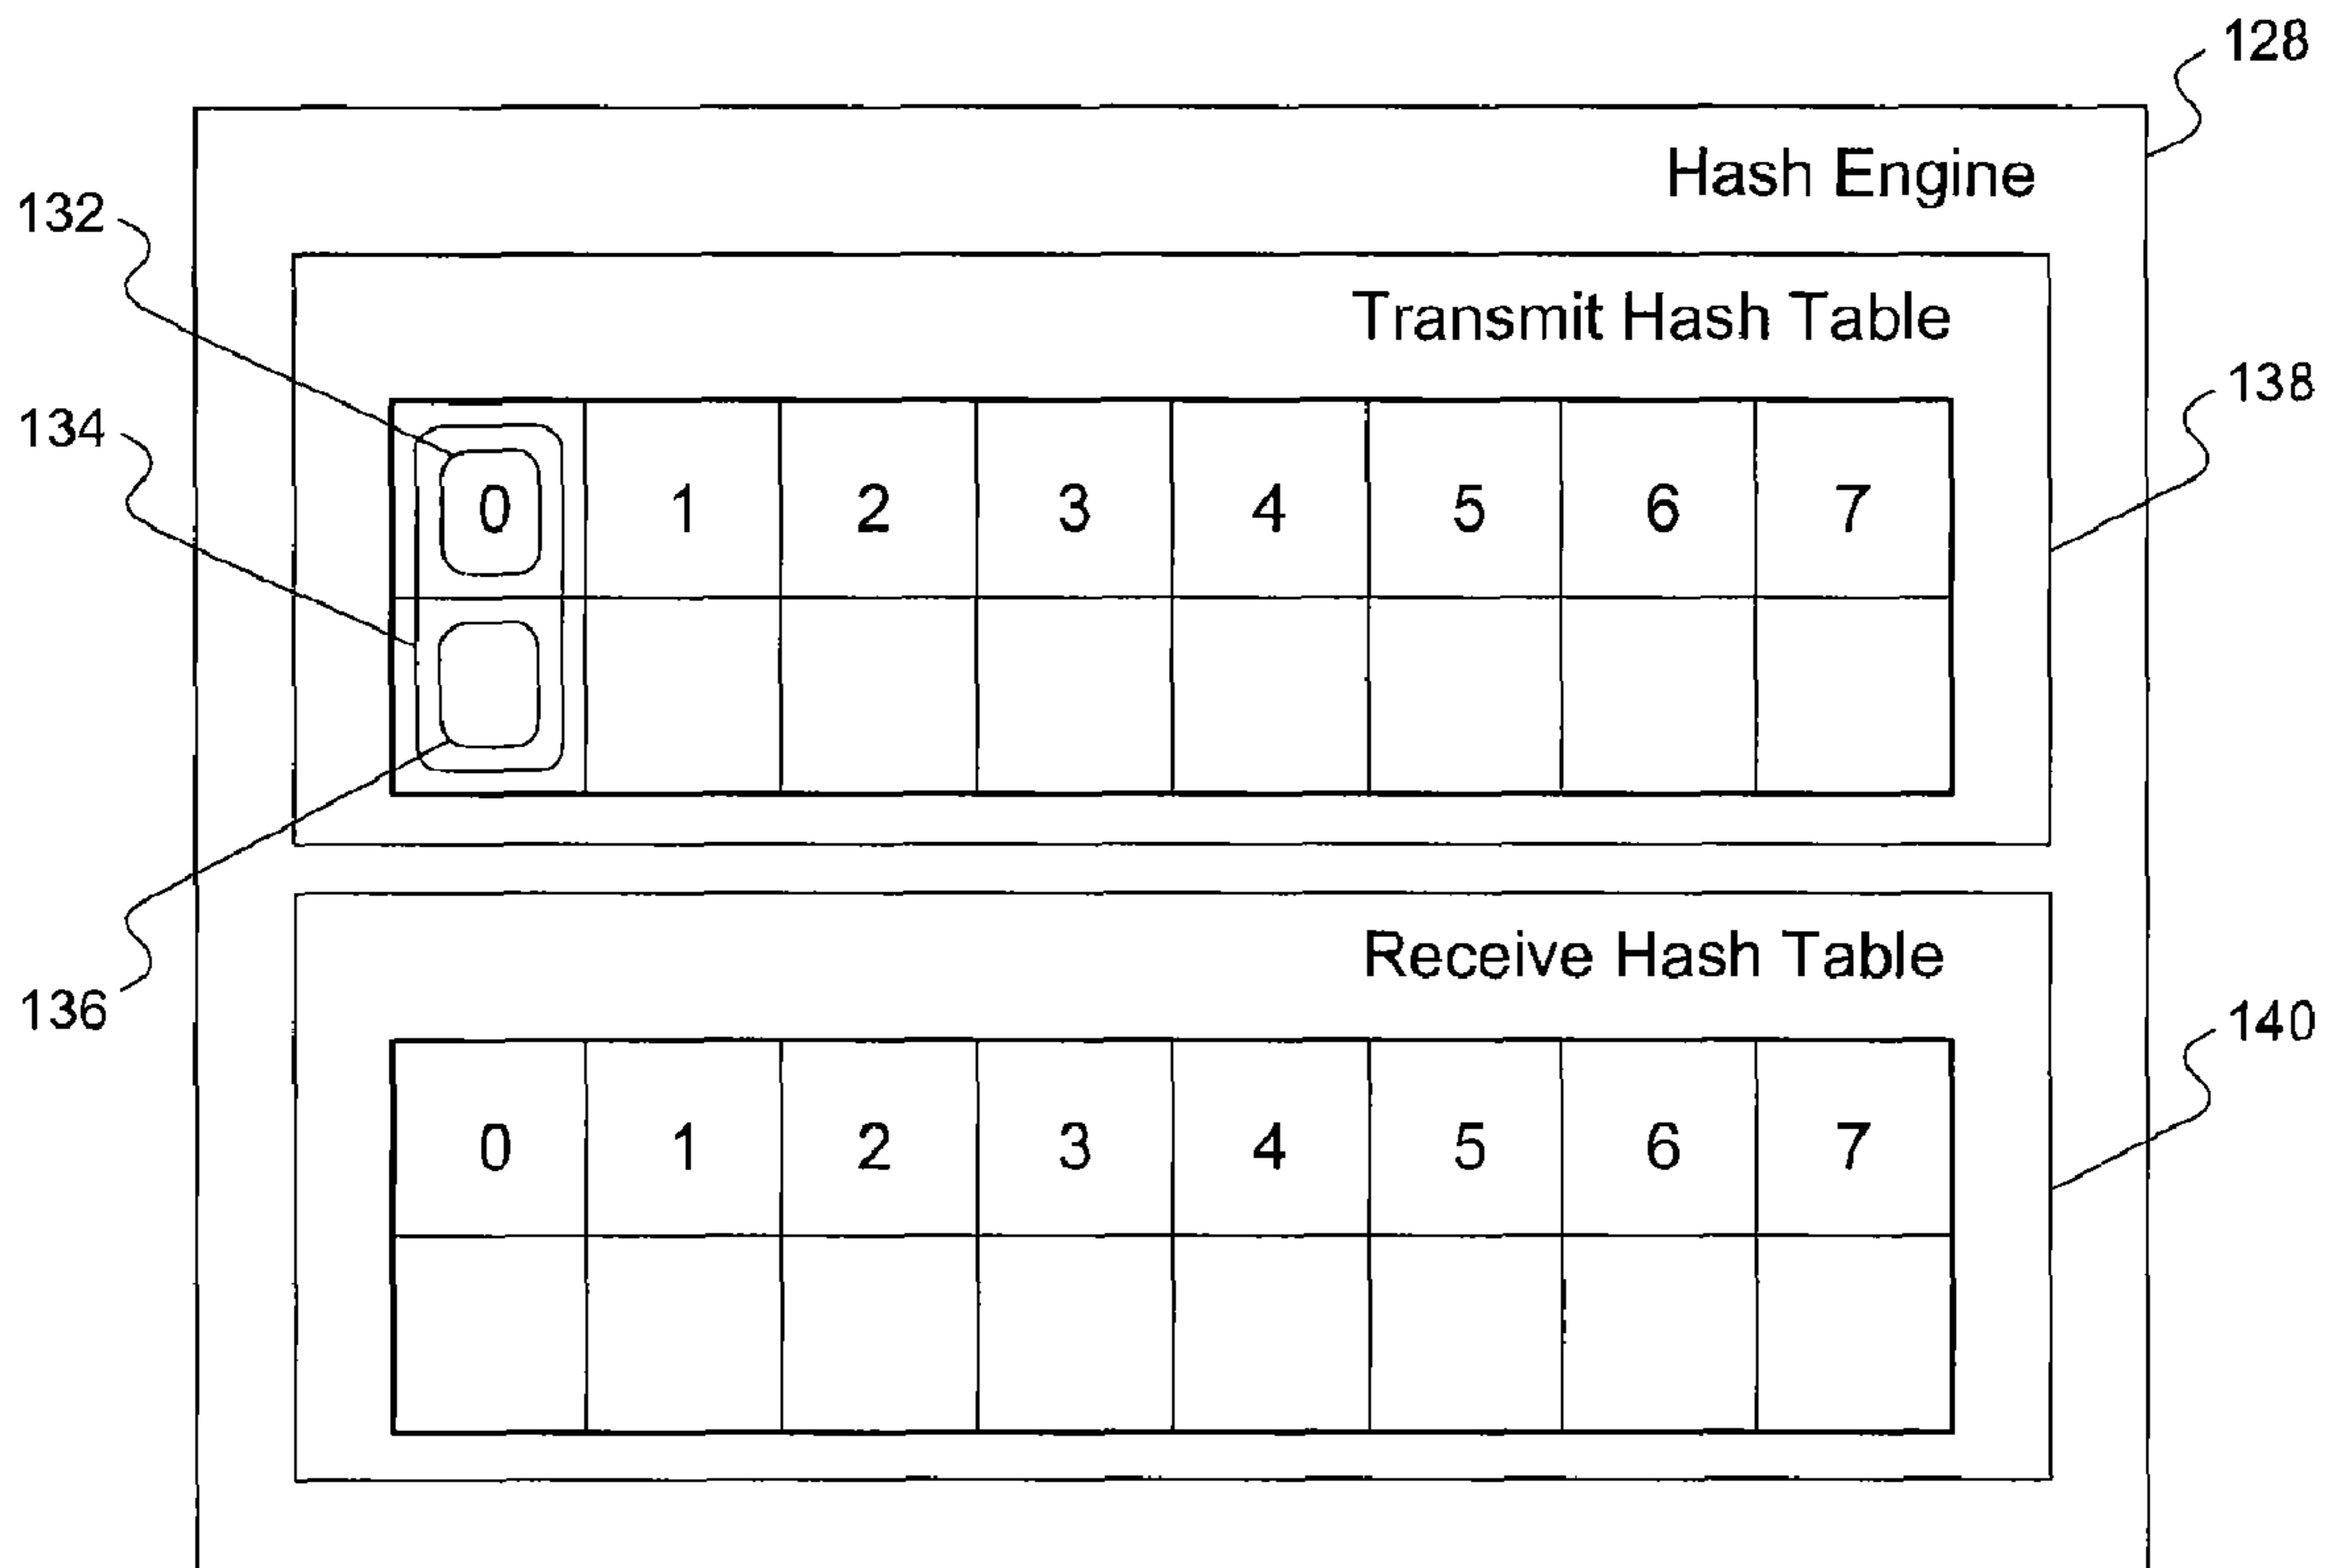 128
Hash Engine
132
Transmit Hash Table
138
134
0 1 2 3 4 5 6 7
Receive Hash Table
136
140
0 1 2 3 4 5 6 7